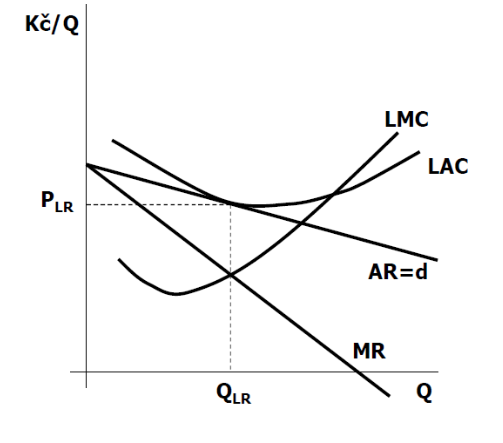 Kč/Q
LMC
LAC
P_LR
AR=d
MR
Q_LR
Q